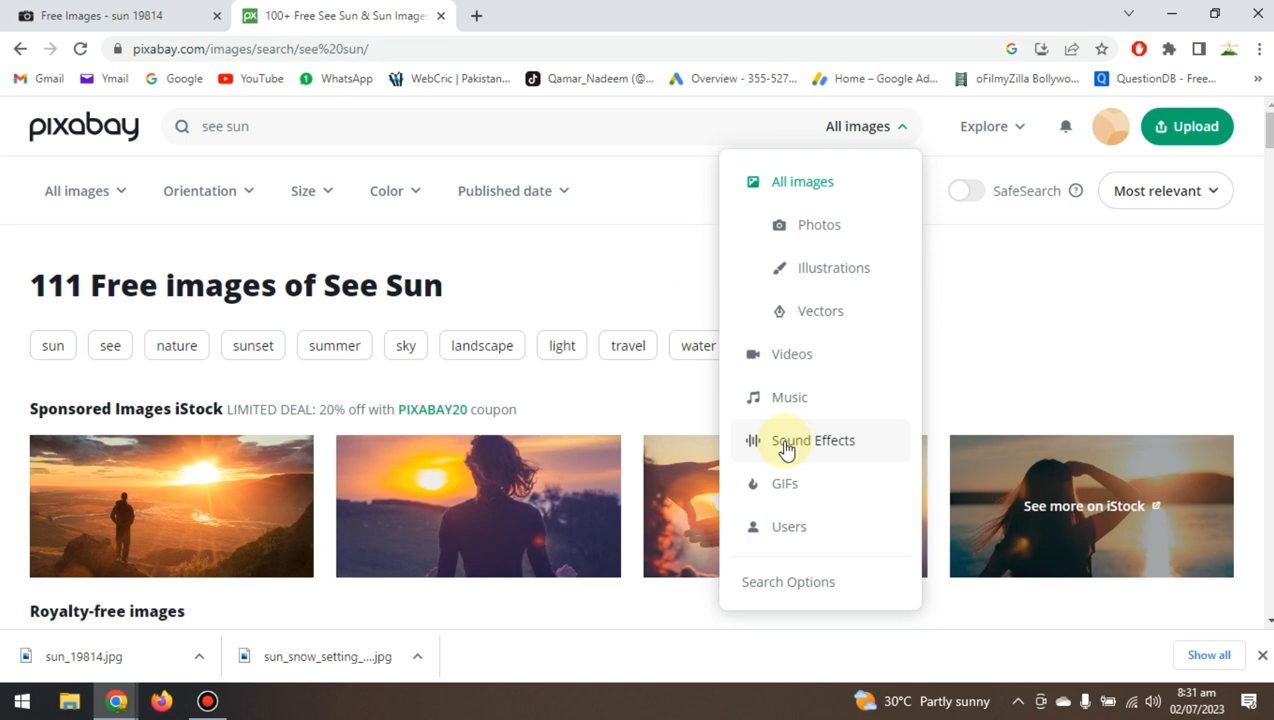 Free Images - sun 19814
px 100+ Free See Sun & Sun Image
pixabay.com/images/search/see%20sun/
Gmail Ymail Google YouTube WhatsApp WebCric | Pakistan... Qamar_Nadeem (@... Overview - 355-527... Home – Google Ad... oFilmyZilla Bollywo... QuestionDB - Free... »
pixabay see sun All images Explore Upload
All images Orientation Size Color Published date SafeSearch ? Most relevant
All images
Photos
Illustrations
Vectors
Videos
Music
Sound Effects
GIFs
Users
Search Options
111 Free images of See Sun
sun see nature sunset summer sky landscape light travel water
Sponsored Images iStock LIMITED DEAL: 20% off with PIXABAY20 coupon
See more on iStock
Royalty-free images
sun_19814.jpg sun_snow_setting_....jpg Show all
30°C Partly sunny
8:31 am
02/07/2023